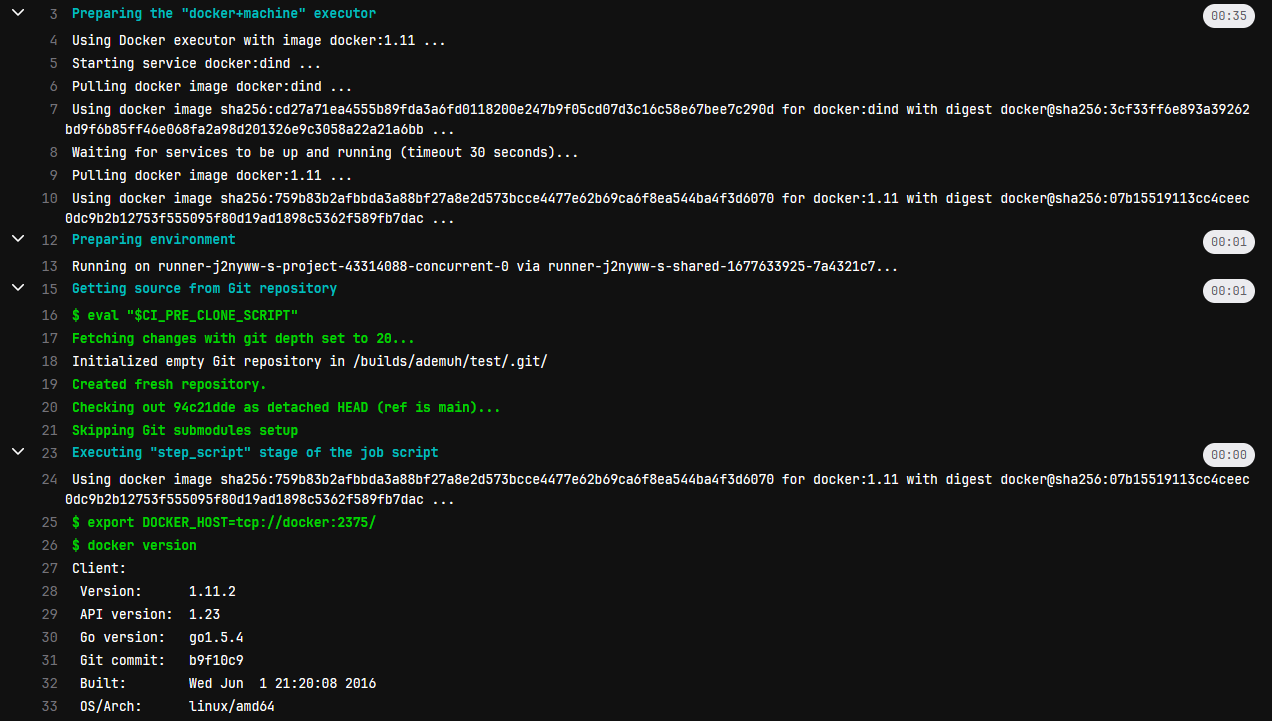 3 Preparing the "docker+machine" executor 00:35
4 Using Docker executor with image docker:1.11 ...
5 Starting service docker:dind ...
6 Pulling docker image docker:dind ...
7 Using docker image sha256:cd27a71ea4555b89fda3a6fd0118200e247b9f05cd07d3c16c58e67bee7c290d for docker:dind with digest docker@sha256:3cf33ff6e893a39262
bd9f6b85ff46e068fa2a98d201326e9c3058a22a21a6bb ...
8 Waiting for services to be up and running (timeout 30 seconds)...
9 Pulling docker image docker:1.11 ...
10 Using docker image sha256:759b83b2afbbda3a88bf27a8e2d573bcce4477e62b69ca6f8ea544ba4f3d6070 for docker:1.11 with digest docker@sha256:07b15519113cc4ceec
0dc9b2b12753f555095f80d19ad1898c5362f589fb7dac ...
12 Preparing environment 00:01
13 Running on runner-j2nyww-s-project-43314088-concurrent-0 via runner-j2nyww-s-shared-1677633925-7a4321c7...
15 Getting source from Git repository 00:01
16 $ eval "$CI_PRE_CLONE_SCRIPT"
17 Fetching changes with git depth set to 20...
18 Initialized empty Git repository in /builds/ademuh/test/.git/
19 Created fresh repository.
20 Checking out 94c21dde as detached HEAD (ref is main)...
21 Skipping Git submodules setup
23 Executing "step_script" stage of the job script 00:00
24 Using docker image sha256:759b83b2afbbda3a88bf27a8e2d573bcce4477e62b69ca6f8ea544ba4f3d6070 for docker:1.11 with digest docker@sha256:07b15519113cc4ceec
0dc9b2b12753f555095f80d19ad1898c5362f589fb7dac ...
25 $ export DOCKER_HOST=tcp://docker:2375/
26 $ docker version
27 Client:
28 Version: 1.11.2
29 API version: 1.23
30 Go version: go1.5.4
31 Git commit: b9f10c9
32 Built: Wed Jun  1 21:20:08 2016
33 OS/Arch: linux/amd64